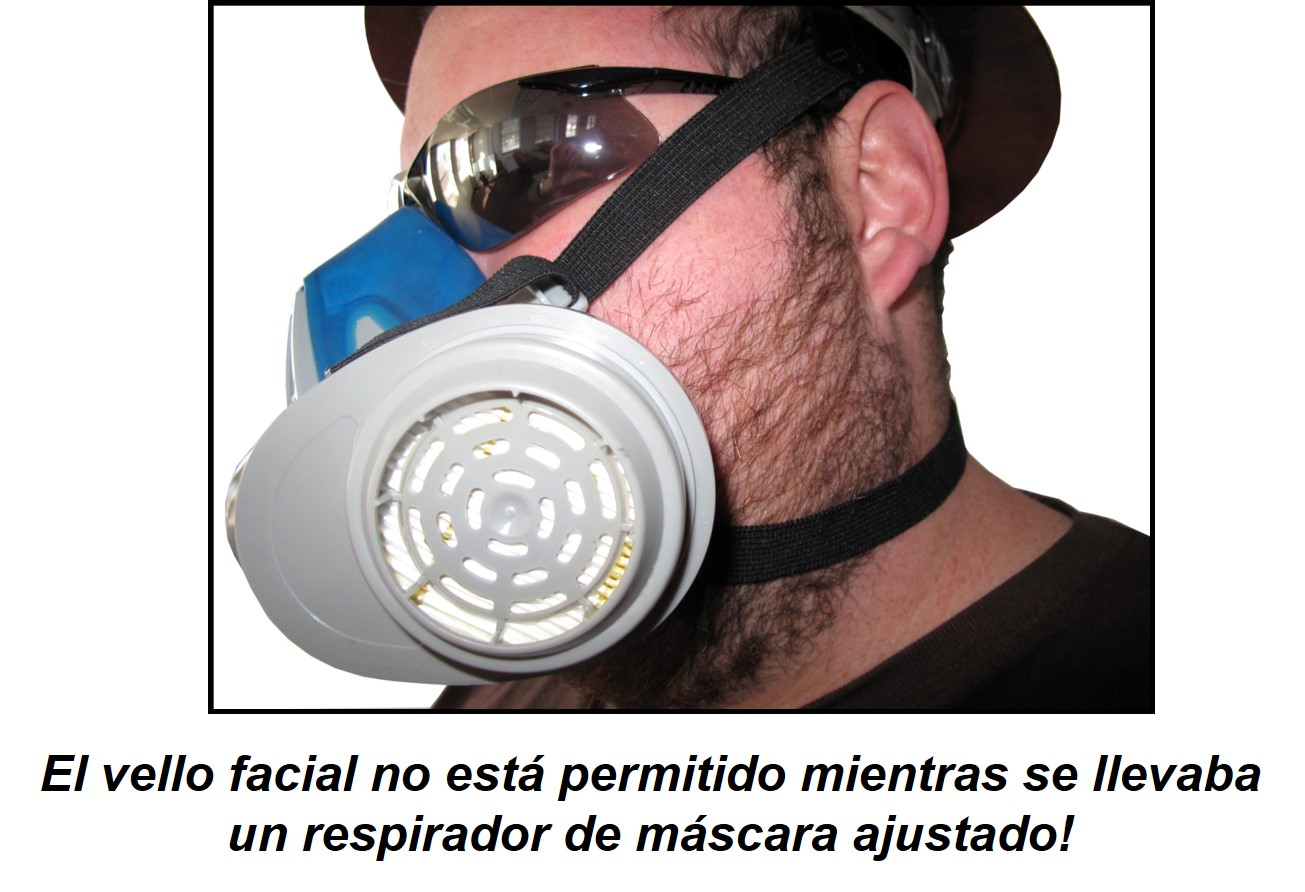 El vello facial no está permitido mientras se llevaba
un respirador de máscara ajustado!